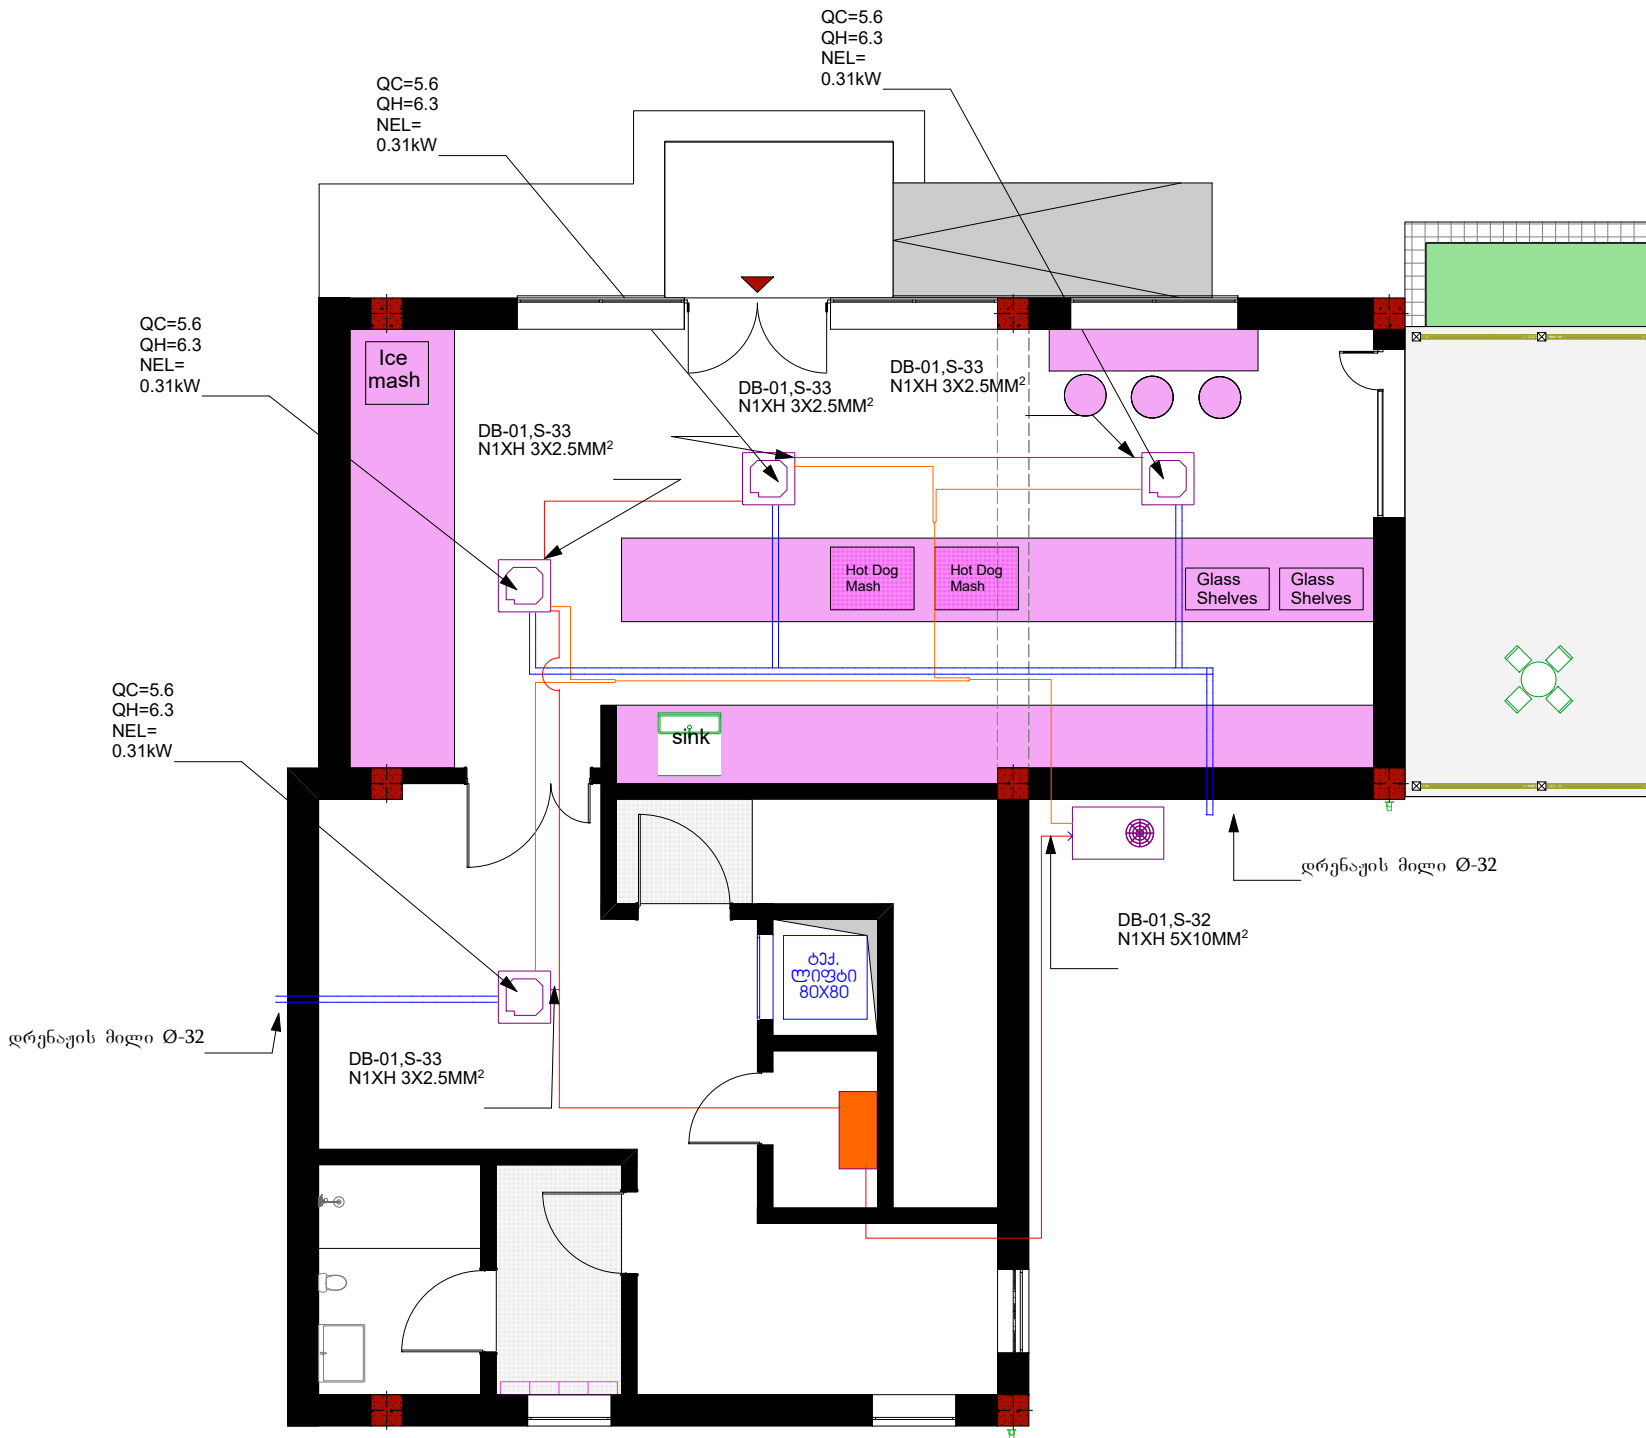 QC=5.6
QH=6.3
NEL=
0.31kW
QC=5.6
QH=6.3
NEL=
0.31kW
QC=5.6
QH=6.3
NEL=
0.31kW
Ice
mash
DB-01,S-33
N1XH 3X2.5MM²
DB-01,S-33
N1XH 3X2.5MM²
DB-01,S-33
N1XH 3X2.5MM²
Hot Dog
Mash
Hot Dog
Mash
Glass
Shelves
Glass
Shelves
QC=5.6
QH=6.3
NEL=
0.31kW
sink
დრენაჟის მილი Ø-32
DB-01,S-32
N1XH 5X10MM²
ტექ.
ლიფტი
80X80
დრენაჟის მილი Ø-32
DB-01,S-33
N1XH 3X2.5MM²